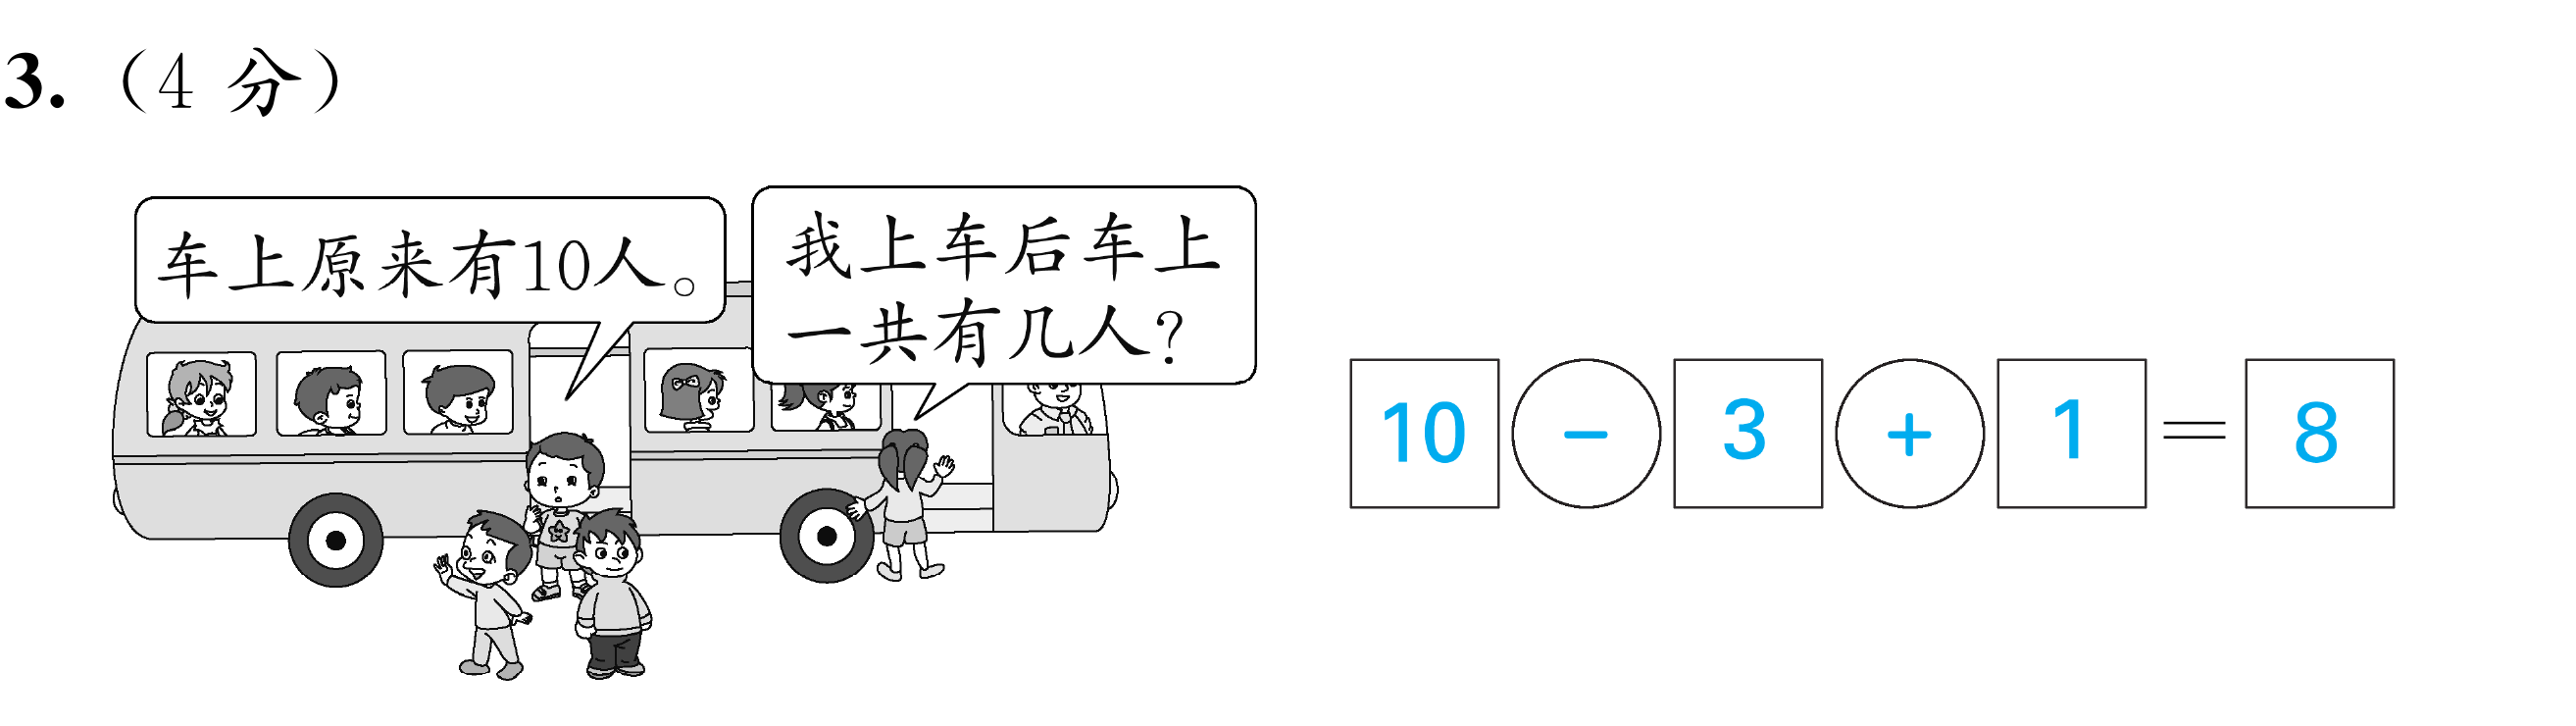 3.（4 分）
车上原来有10人。
我上车后车上
一共有几人？
10 － 3 ＋ 1 ＝ 8